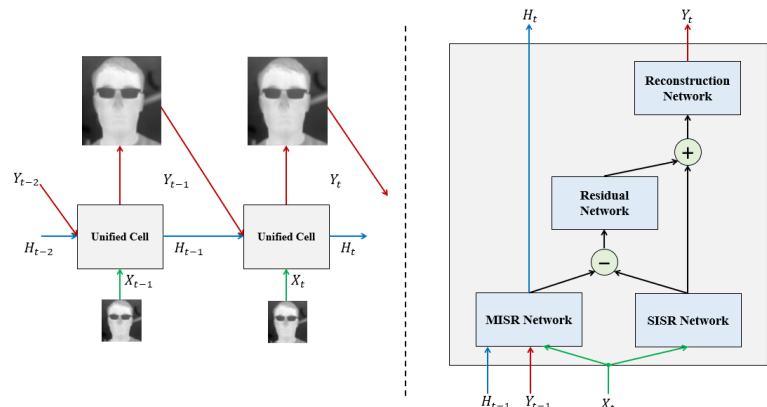 Y_{t-2}
H_{t-2}
Unified Cell
X_{t-1}
Y_{t-1}
H_{t-1}
Unified Cell
X_t
Y_t
H_t
H_t
Y_t
Reconstruction
Network
+
Residual
Network
−
MISR Network
SISR Network
H_{t-1}
Y_{t-1}
X_t